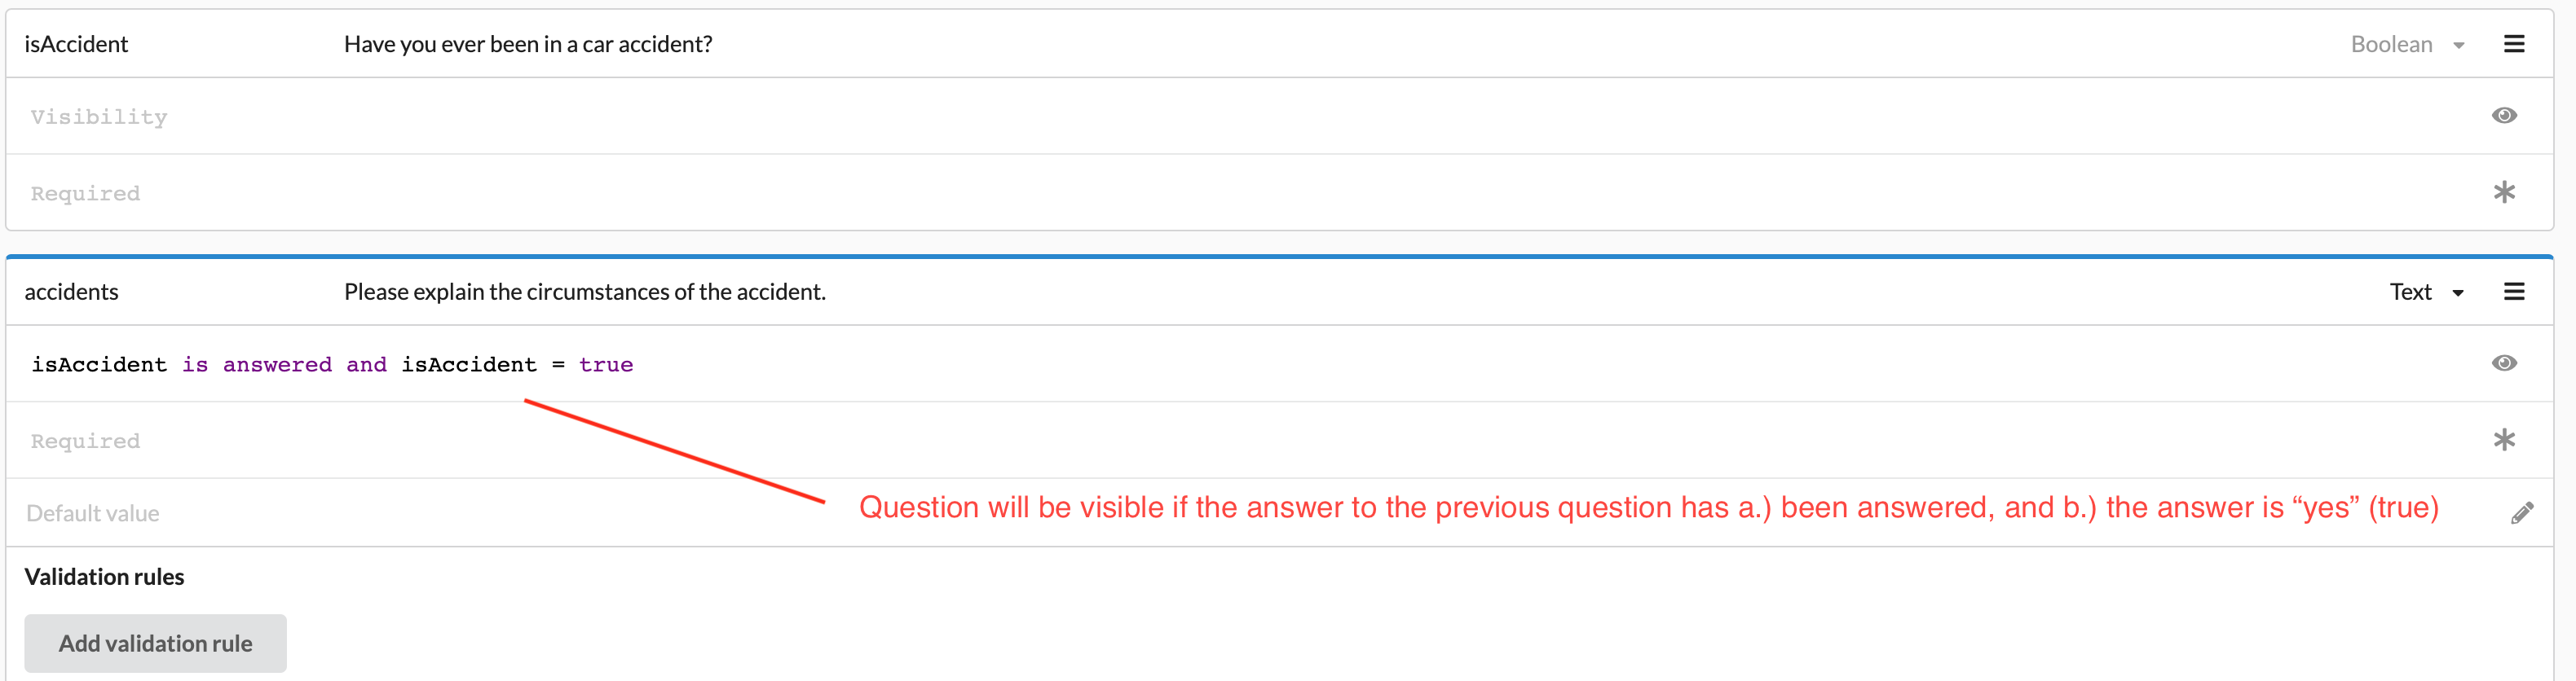 isAccident Have you ever been in a car accident? Boolean
Visibility
Required
accidents Please explain the circumstances of the accident. Text
isAccident is answered and isAccident = true
Required
Question will be visible if the answer to the previous question has a.) been answered, and b.) the answer is “yes” (true)
Default value
Validation rules
Add validation rule